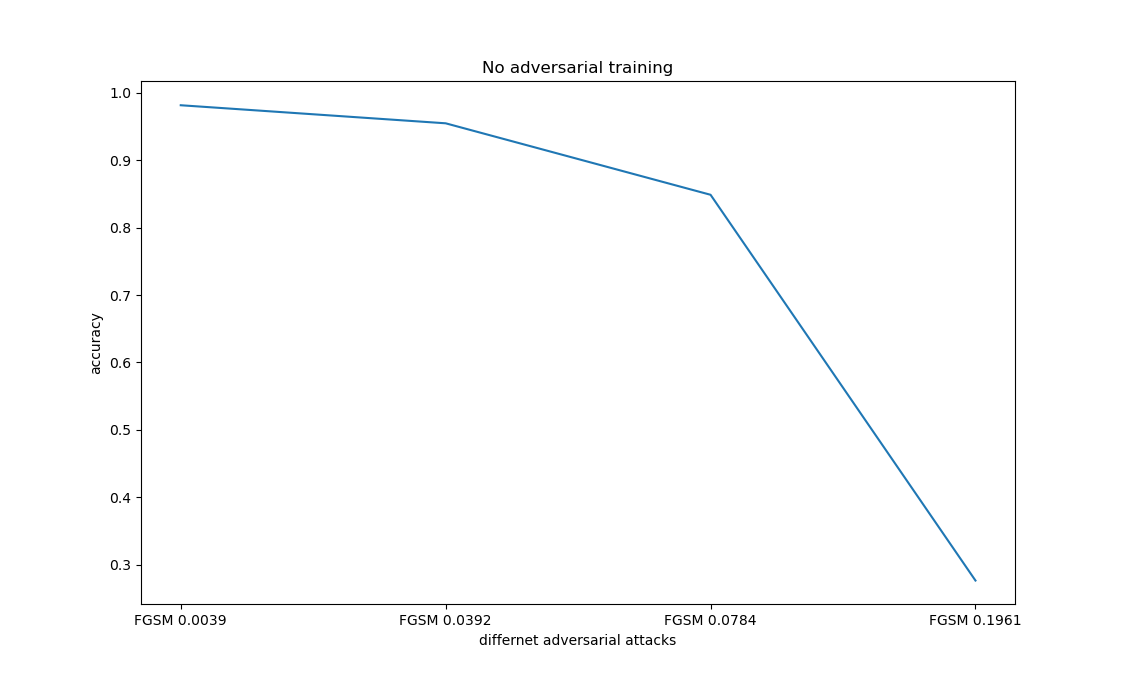 No adversarial training
1.0
0.9
0.8
0.7
0.6
0.5
0.4
0.3
accuracy
FGSM 0.0039
FGSM 0.0392
FGSM 0.0784
FGSM 0.1961
differnet adversarial attacks